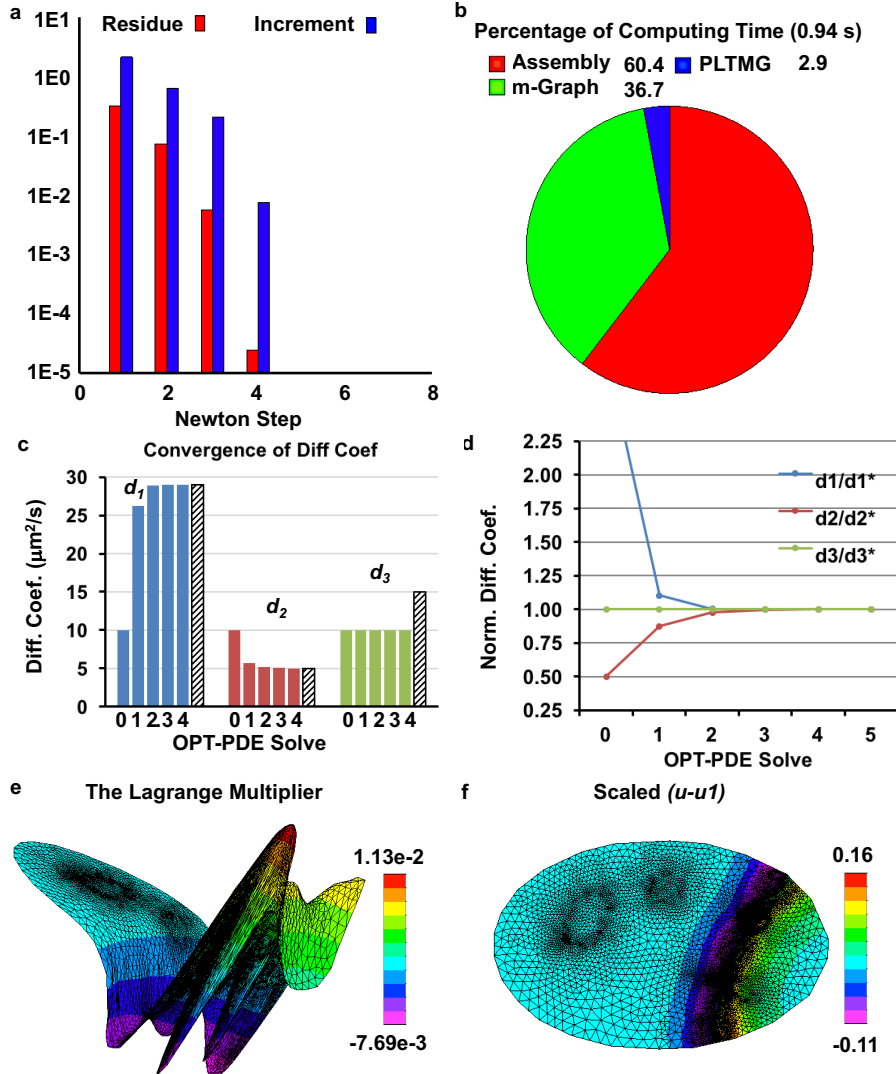 a
Residue
Increment
1E1
1E0
1E-1
1E-2
1E-3
1E-4
1E-5
0
2
4
6
8
Newton Step
b
Percentage of Computing Time (0.94 s)
Assembly 60.4
PLTMG 2.9
m-Graph 36.7
c
Convergence of Diff Coef
Diff. Coef. (μm²/s)
30
25
20
15
10
5
0
d₁
d₂
d₃
0 1 2 3 4
0 1 2 3 4
0 1 2 3 4
OPT-PDE Solve
d
Norm. Diff. Coef.
2.25
2.00
1.75
1.50
1.25
1.00
0.75
0.50
0.25
d1/d1*
d2/d2*
d3/d3*
0 1 2 3 4 5
OPT-PDE Solve
e
The Lagrange Multiplier
1.13e-2
-7.69e-3
f
Scaled (u-u1)
0.16
-0.11